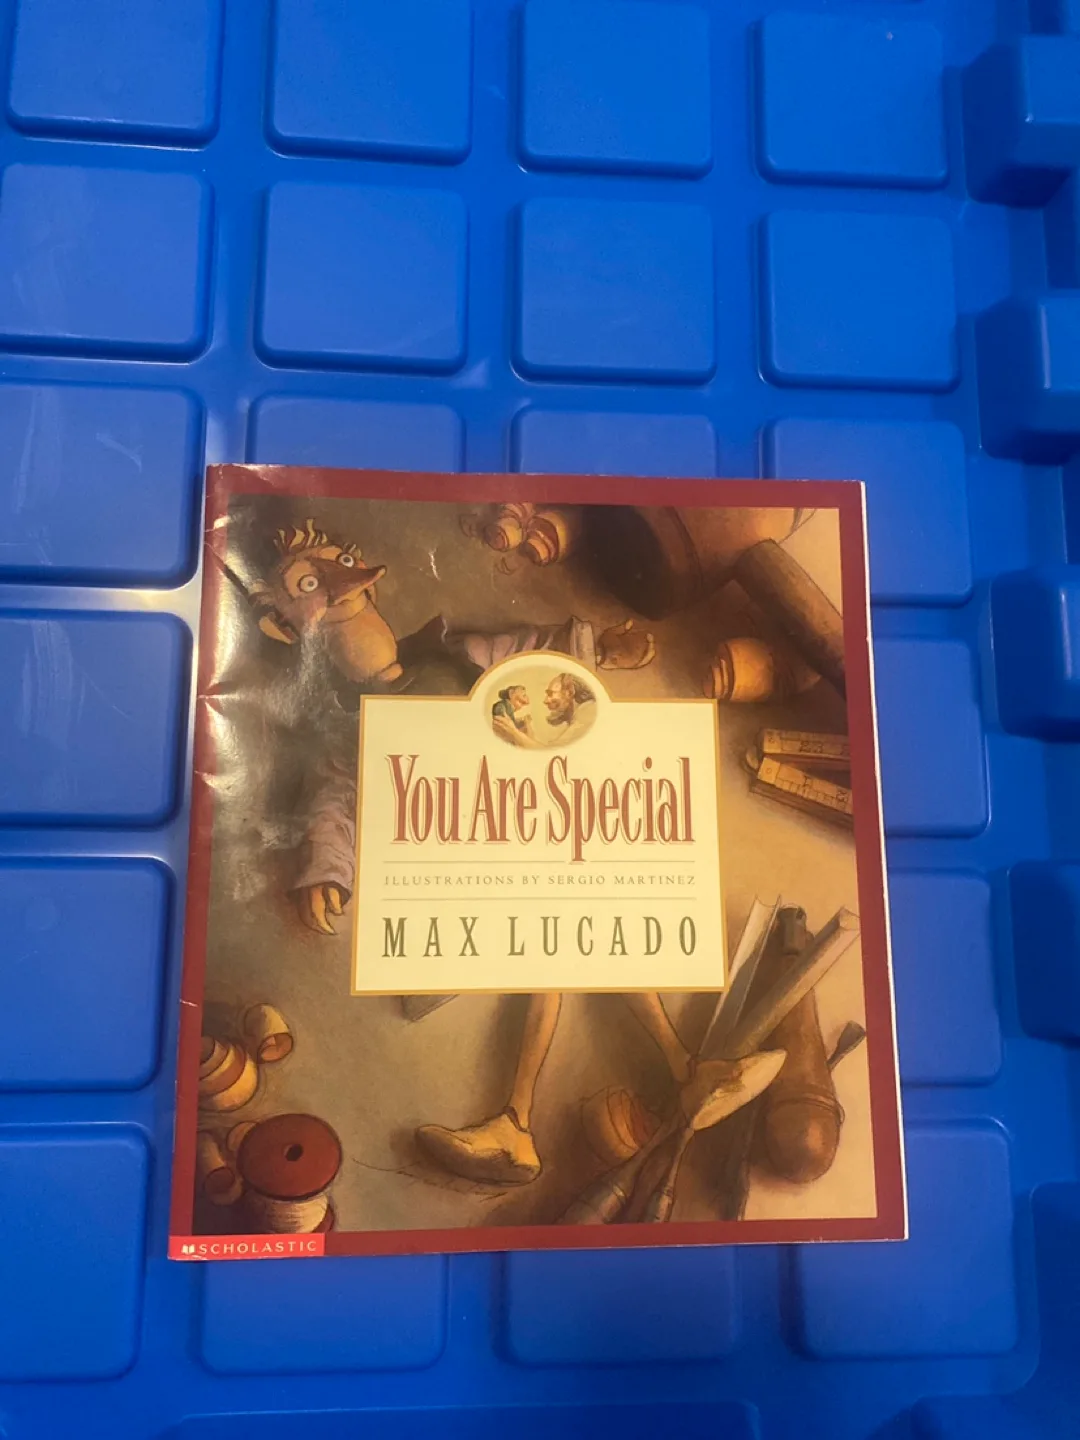 You Are Special
ILLUSTRATIONS BY SERGIO MARTINEZ
MAX LUCADO
SCHOLASTIC